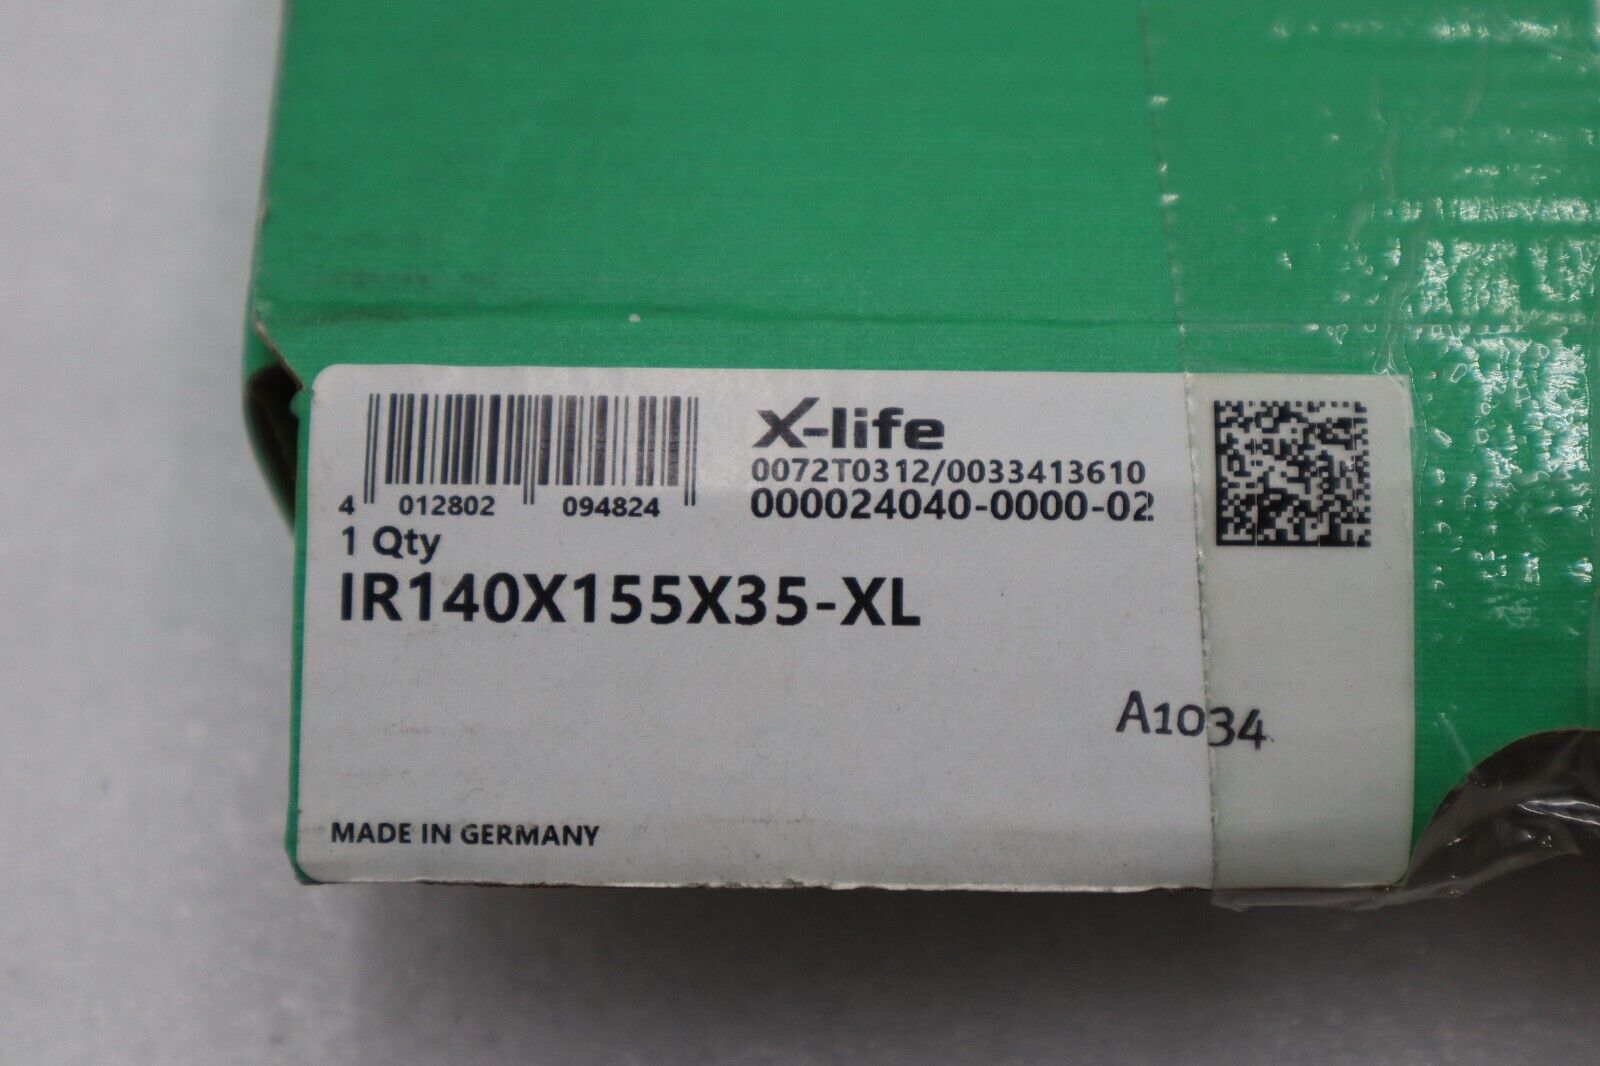 4 012802 094824
X-life
0072T0312/0033413610
000024040-0000-02
1 Qty
IR140X155X35-XL
A1034
MADE IN GERMANY